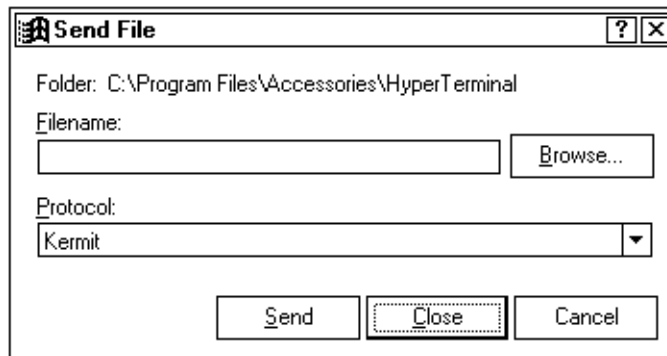 Send File ? X
Folder: C:\Program Files\Accessories\HyperTerminal
Filename:
Browse...
Protocol:
Kermit
Send Close Cancel